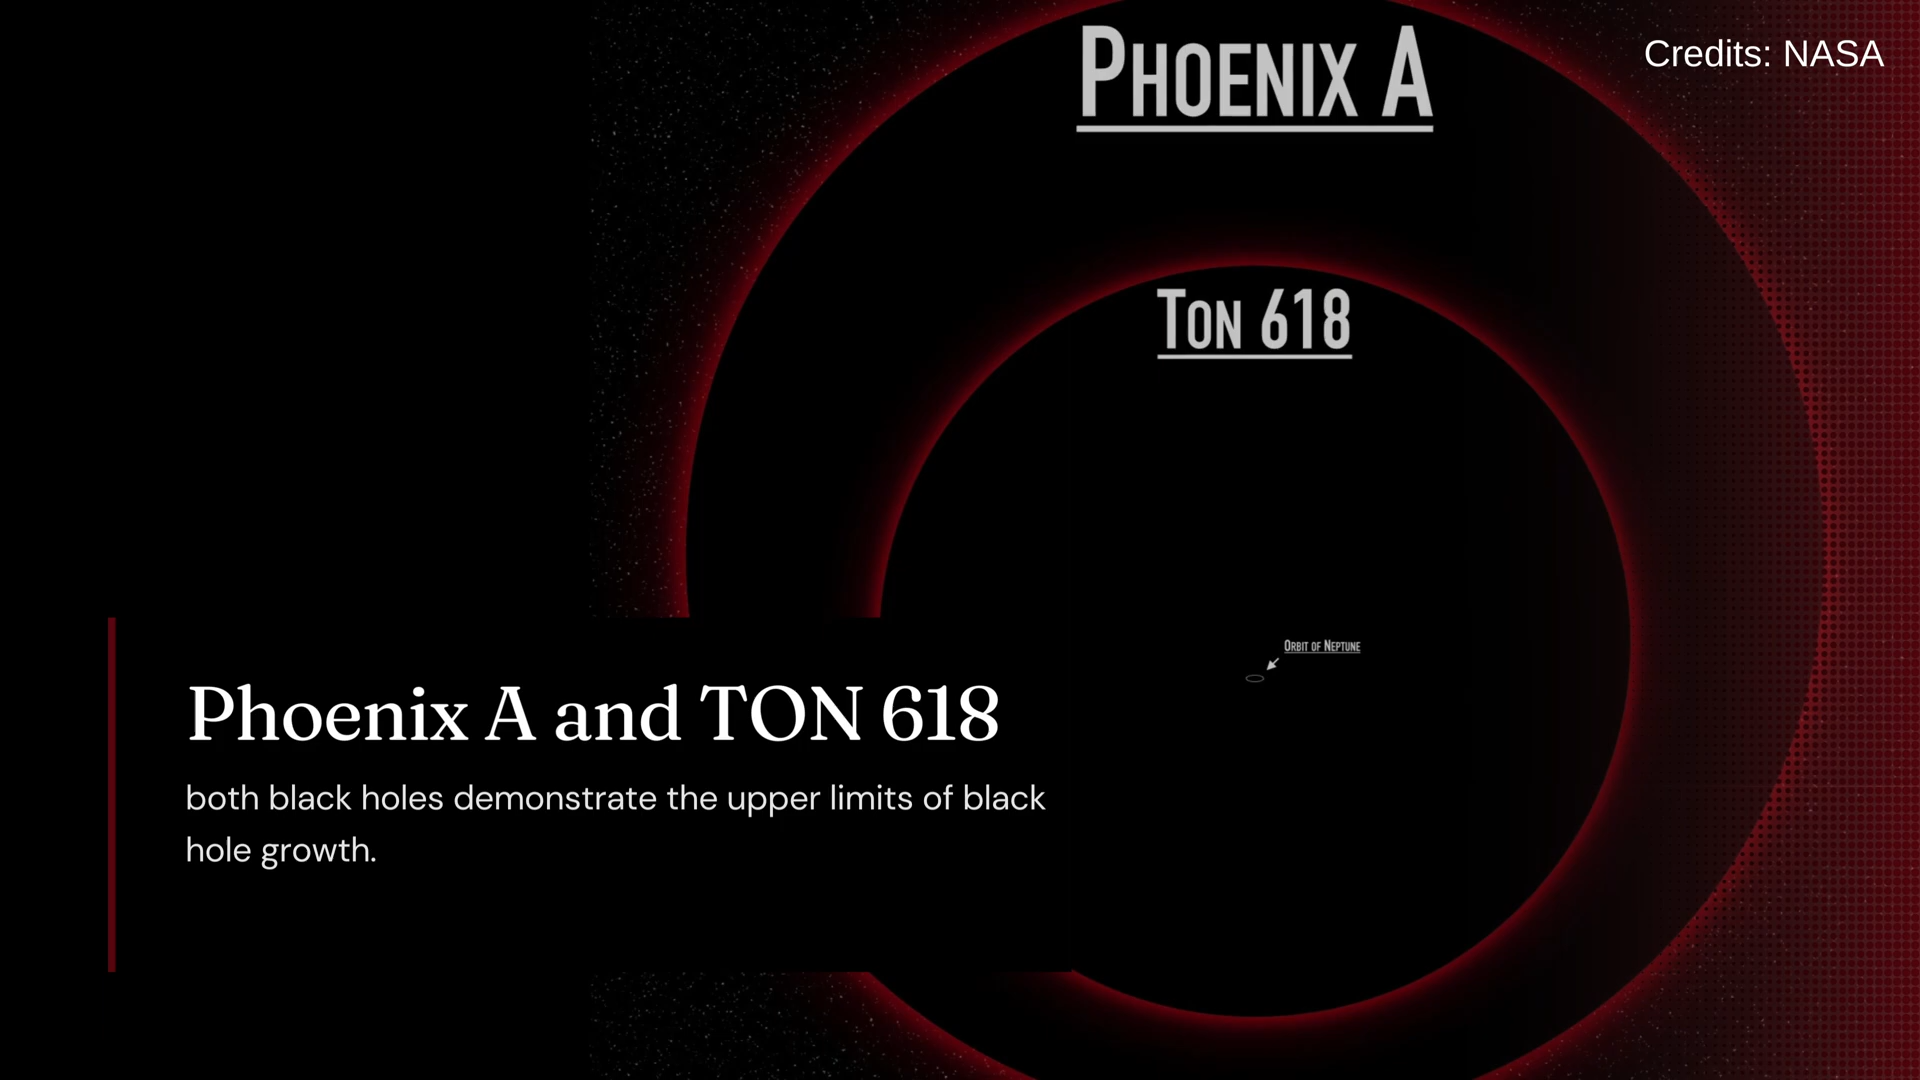 PHOENIX A
Credits: NASA
TON 618
ORBIT OF NEPTUNE
Phoenix A and TON 618
both black holes demonstrate the upper limits of black
hole growth.